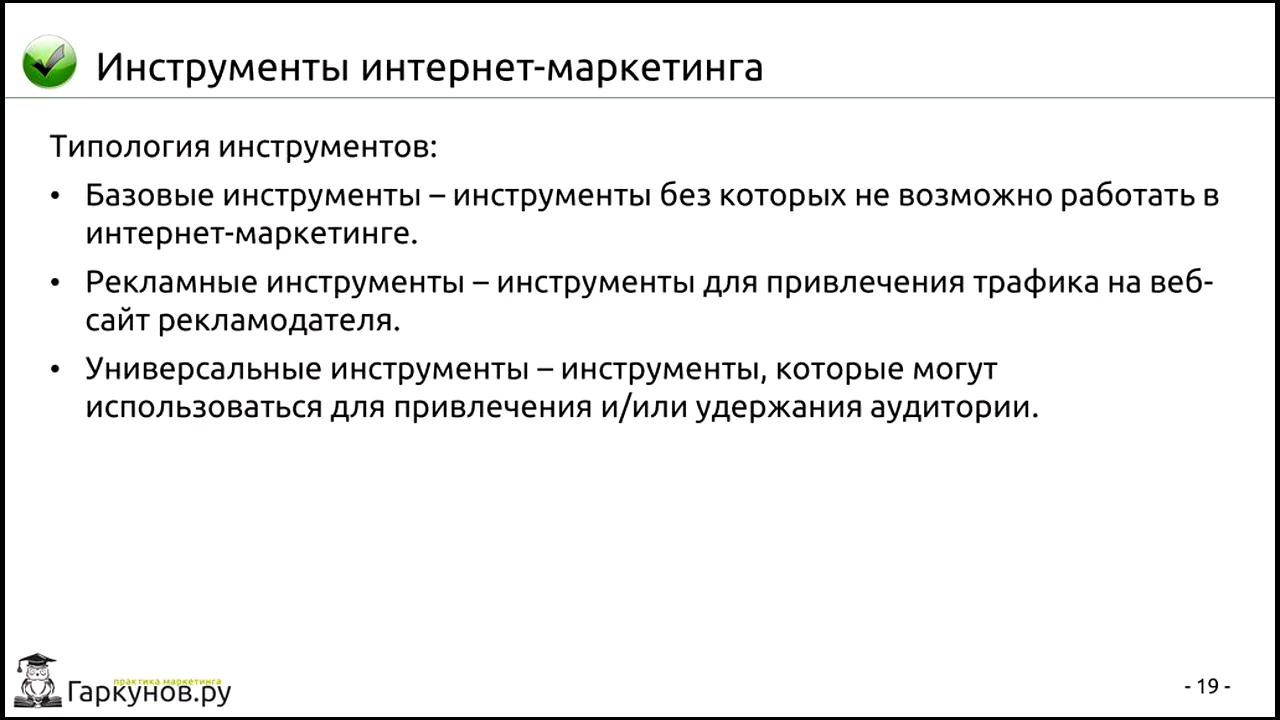 Инструменты интернет-маркетинга
Типология инструментов:
• Базовые инструменты – инструменты без которых не возможно работать в
интернет-маркетинге.
• Рекламные инструменты – инструменты для привлечения трафика на веб-
сайт рекламодателя.
• Универсальные инструменты – инструменты, которые могут
использоваться для привлечения и/или удержания аудитории.
практика маркетинга
Гаркунов.ру
- 19 -